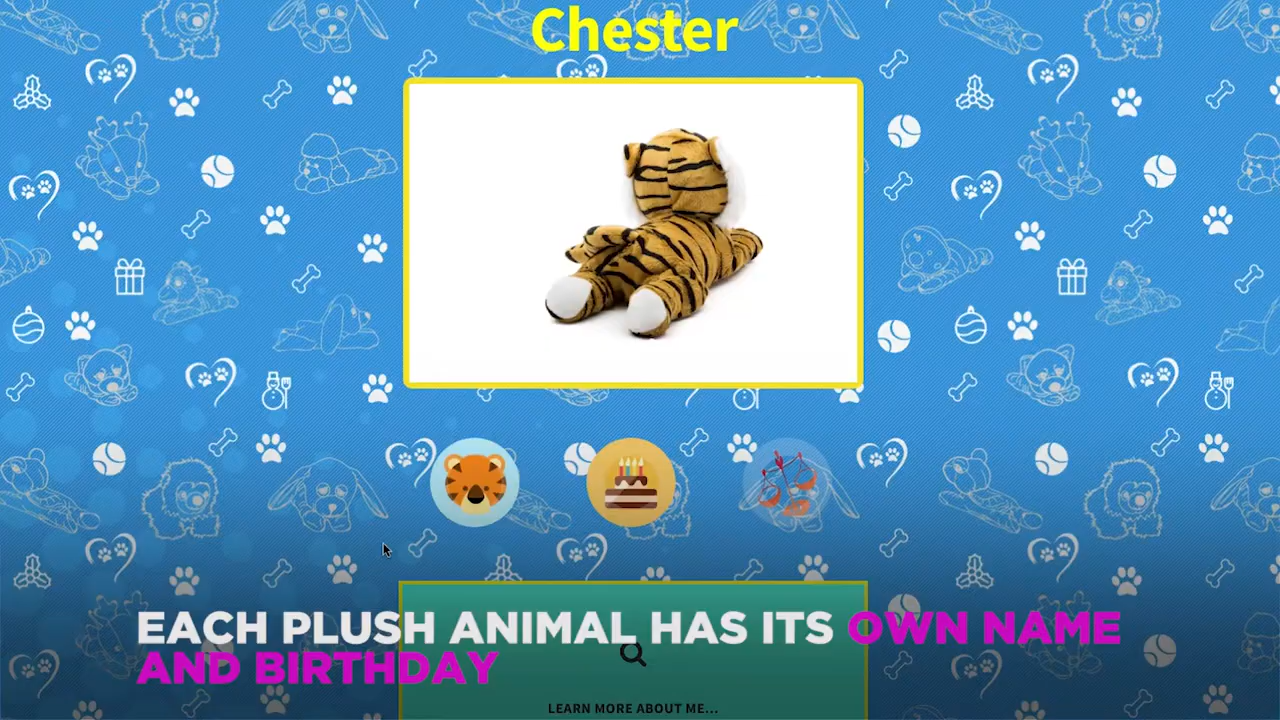 Chester
EACH PLUSH ANIMAL HAS ITS OWN NAME
AND BIRTHDAY
LEARN MORE ABOUT ME...